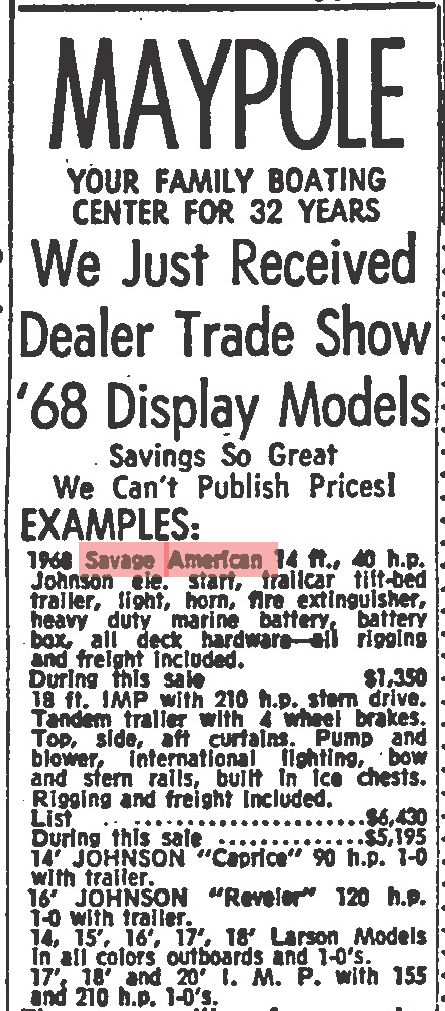 MAYPOLE
YOUR FAMILY BOATING
CENTER FOR 32 YEARS
We Just Received
Dealer Trade Show
'68 Display Models
Savings So Great
We Can't Publish Prices!
EXAMPLES:
1968 Savage American 14 ft., 40 h.p.
Johnson ele. start, trailcar tilt-bed
trailer, light, horn, fire extinguisher,
heavy duty marine battery, battery
box, all deck hardware—all rigging
and freight included.
During this sale $1,350
18 ft. IMP with 210 h.p. stern drive.
Tandem trailer with 4 wheel brakes.
Top, side, aft curtains. Pump and
blower, international lighting, bow
and stern rails, built in ice chests.
Rigging and freight included.
List .........................$6,430
During this sale ..............$5,195
14' JOHNSON "Caprice" 90 h.p. 1-0
with trailer.
16' JOHNSON "Reveler" 120 h.p.
1-0 with trailer.
14, 15', 16', 17', 18' Larson Models
in all colors outboards and 1-0's.
17', 18' and 20' I. M. P. with 155
and 210 h.p. 1-0's.